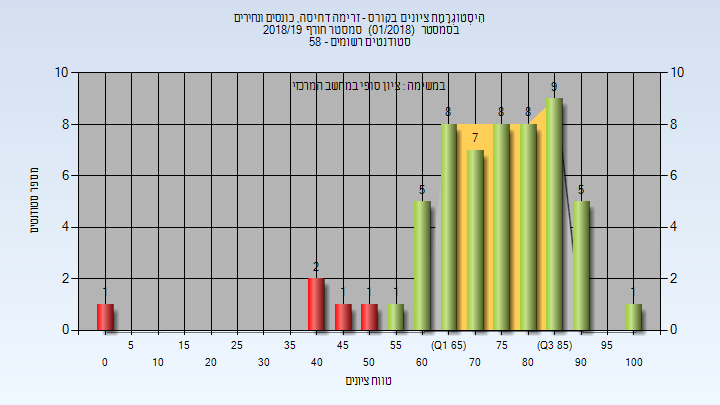 היסטוגרמת ציונים בקורס - זרימה דחיסה, כונסים ונחירים
בסמסטר (01/2018) סמסטר חורף 2018/19
סטודנטים רשומים - 58
במשימה : ציון סופי במחשב המרכזי
מספר סטודנטים
10 10
8 8
6 6
4 4
2 2
0 0
1 2 1 1 1 5 8 7 8 8 9 5 1
5 15 25 35 45 55 (Q1 65) 75 (Q3 85) 95
0 10 20 30 40 50 60 70 80 90 100
טווח ציונים